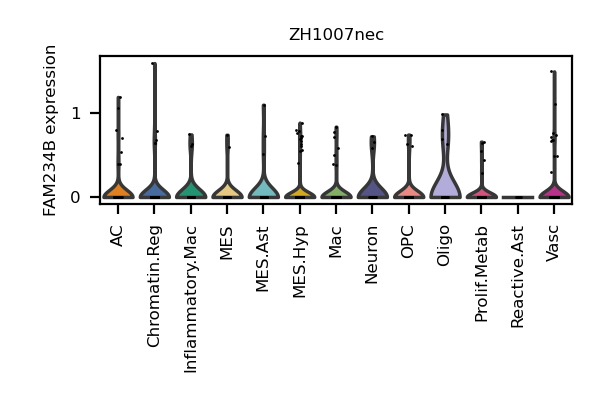 ZH1007nec
FAM234B expression
1
0
AC
Chromatin.Reg
Inflammatory.Mac
MES
MES.Ast
MES.Hyp
Mac
Neuron
OPC
Oligo
Prolif.Metab
Reactive.Ast
Vasc